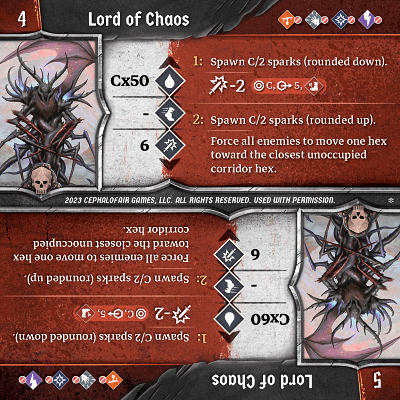 4
Lord of Chaos
Cx50
-
6
1: Spawn C/2 sparks (rounded down).
-2 C, 5,
2: Spawn C/2 sparks (rounded up).
Force all enemies to move one hex
toward the closest unoccupied
corridor hex.
2023 CEPHALOFAIR GAMES, LLC. ALL RIGHTS RESERVED. USED WITH PERMISSION.
5
Lord of Chaos
Cx60
-
6
1: Spawn C/2 sparks (rounded down).
-2 C, 5,
2: Spawn C/2 sparks (rounded up).
Force all enemies to move one hex
toward the closest unoccupied
corridor hex.